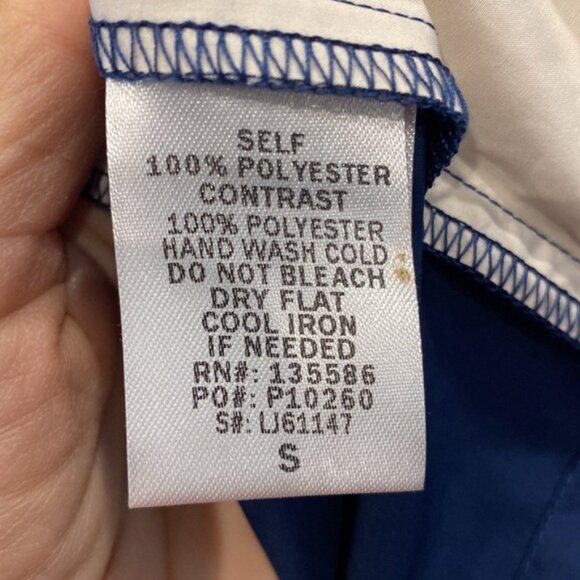 SELF
100% POLYESTER
CONTRAST
100% POLYESTER
HAND WASH COLD
DO NOT BLEACH
DRY FLAT
COOL IRON
IF NEEDED
RN#: 135586
PO#: P10260
S#: LJ61147
S